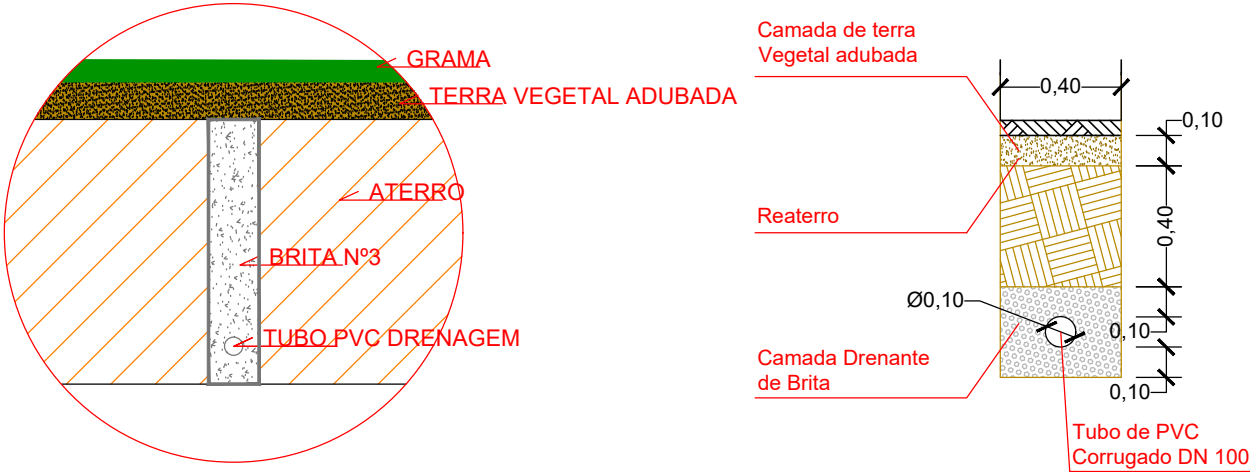 GRAMA
TERRA VEGETAL ADUBADA
ATERRO
BRITA Nº3
TUBO PVC DRENAGEM
Camada de terra
Vegetal adubada
0,40
0,10
Reaterro
0,40
Ø0,10
0,10
Camada Drenante
de Brita
0,10
Tubo de PVC
Corrugado DN 100